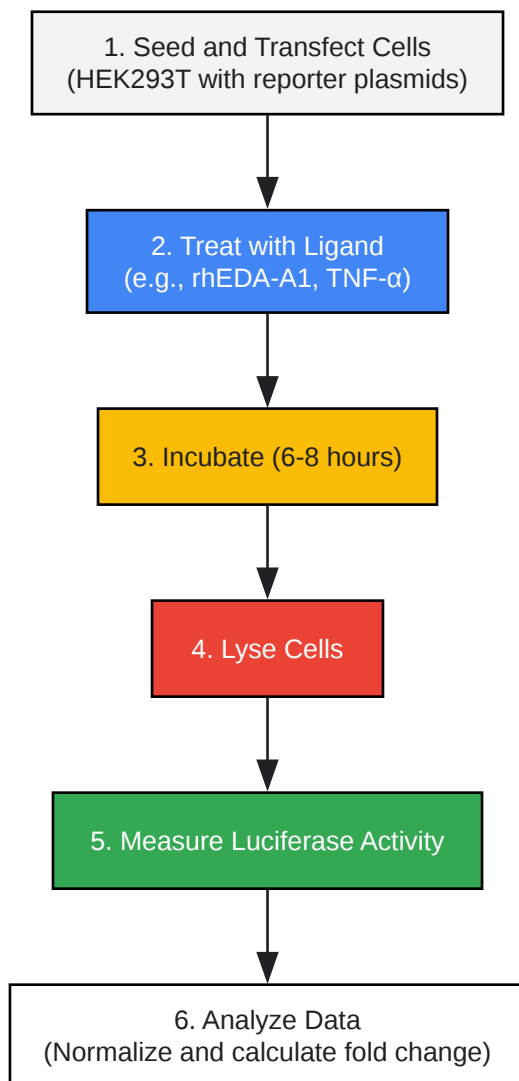 1. Seed and Transfect Cells
(HEK293T with reporter plasmids)
2. Treat with Ligand
(e.g., rhEDA-A1, TNF-α)
3. Incubate (6-8 hours)
4. Lyse Cells
5. Measure Luciferase Activity
6. Analyze Data
(Normalize and calculate fold change)